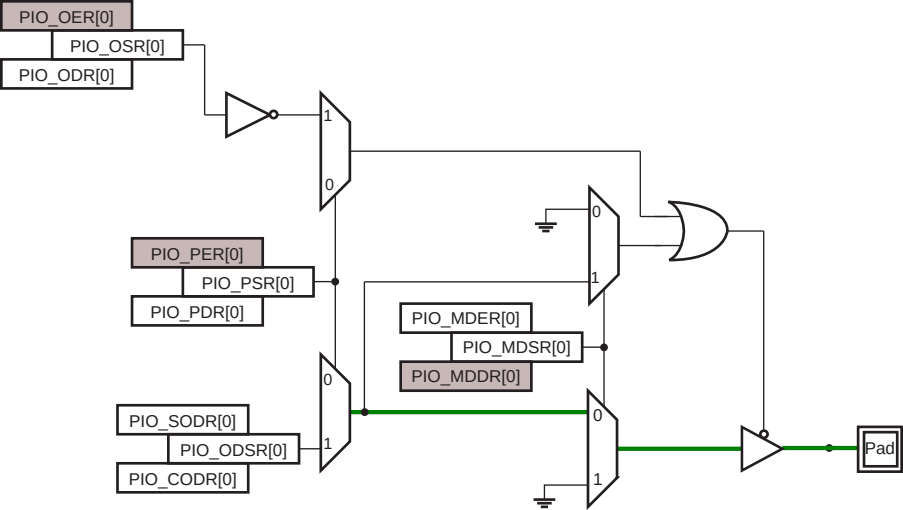 PIO_OER[0]
PIO_OSR[0]
PIO_ODR[0]
1
0
0
1
PIO_PER[0]
PIO_PSR[0]
PIO_PDR[0]
PIO_MDER[0]
PIO_MDSR[0]
PIO_MDDR[0]
0
1
PIO_SODR[0]
PIO_ODSR[0]
PIO_CODR[0]
0
1
Pad